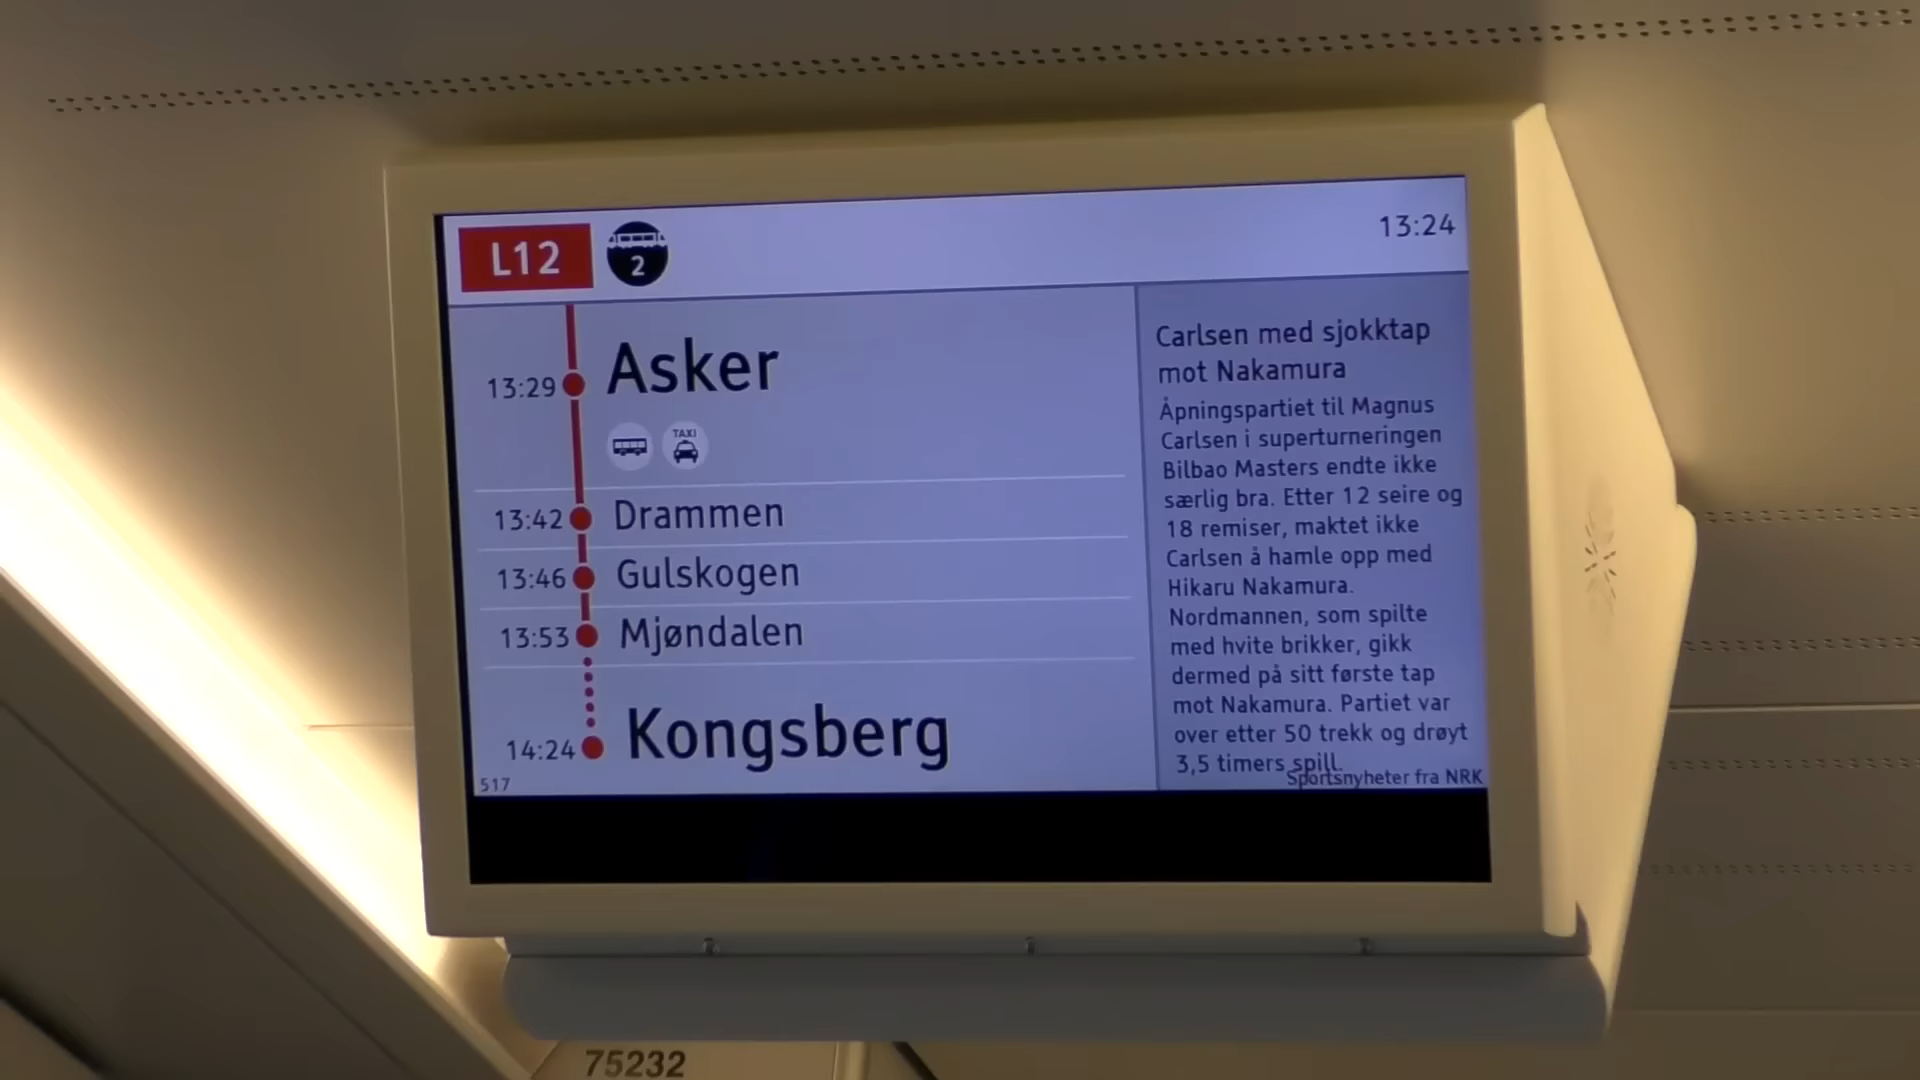 L12
2
13:24
13:29 Asker
TAXI
13:42 Drammen
13:46 Gulskogen
13:53 Mjøndalen
14:24 Kongsberg
517
Carlsen med sjokktap
mot Nakamura
Åpningspartiet til Magnus
Carlsen i superturneringen
Bilbao Masters endte ikke
særlig bra. Etter 12 seire og
18 remiser, maktet ikke
Carlsen å hamle opp med
Hikaru Nakamura.
Nordmannen, som spilte
med hvite brikker, gikk
dermed på sitt første tap
mot Nakamura. Partiet var
over etter 50 trekk og drøyt
3,5 timers spill.
Sportsnyheter fra NRK
75232